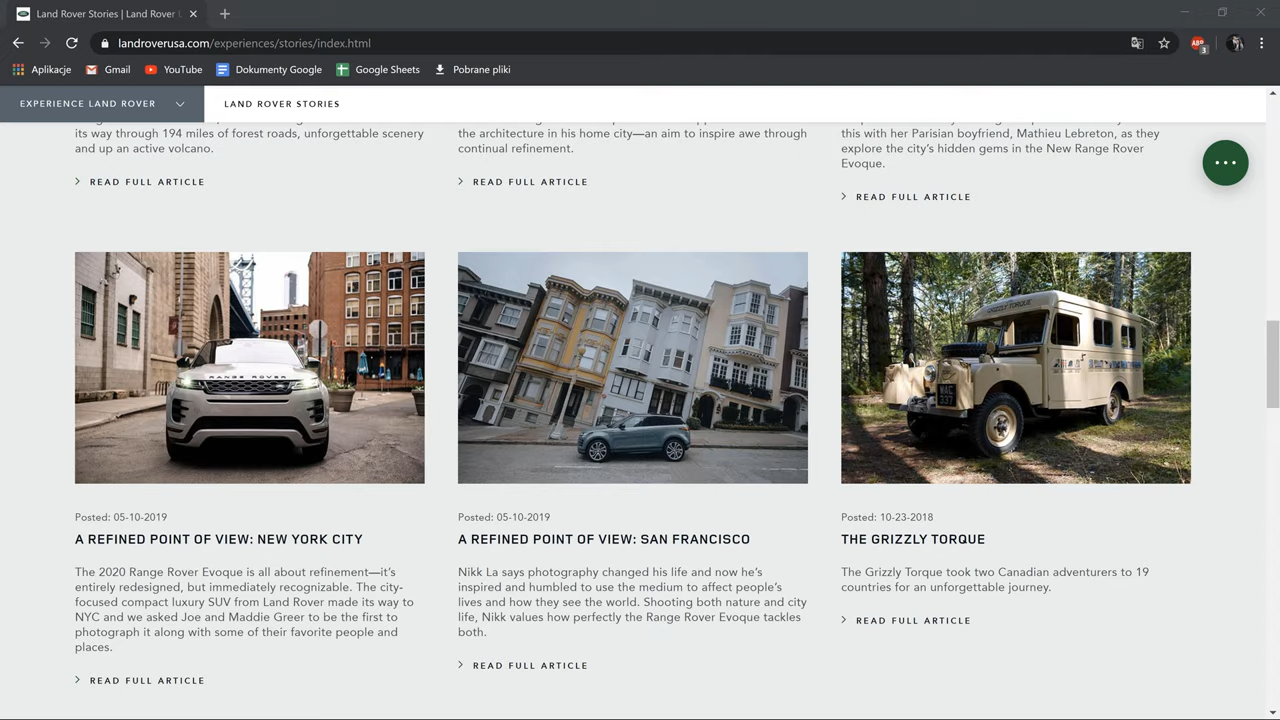 Land Rover Stories | Land Rover
landroverusa.com/experiences/stories/index.html
ABP
3
Aplikacje
Gmail
YouTube
Dokumenty Google
Google Sheets
Pobrane pliki
EXPERIENCE LAND ROVER
LAND ROVER STORIES
its way through 194 miles of forest roads, unforgettable scenery
and up an active volcano.
READ FULL ARTICLE
the architecture in his home city—an aim to inspire awe through
continual refinement.
READ FULL ARTICLE
this with her Parisian boyfriend, Mathieu Lebreton, as they
explore the city's hidden gems in the New Range Rover
Evoque.
READ FULL ARTICLE
RANGE ROVER
GRIZZLY TORQUE
WAC
337
Posted: 05-10-2019
A REFINED POINT OF VIEW: NEW YORK CITY
The 2020 Range Rover Evoque is all about refinement—it's
entirely redesigned, but immediately recognizable. The city-
focused compact luxury SUV from Land Rover made its way to
NYC and we asked Joe and Maddie Greer to be the first to
photograph it along with some of their favorite people and
places.
READ FULL ARTICLE
Posted: 05-10-2019
A REFINED POINT OF VIEW: SAN FRANCISCO
Nikk La says photography changed his life and now he's
inspired and humbled to use the medium to affect people's
lives and how they see the world. Shooting both nature and city
life, Nikk values how perfectly the Range Rover Evoque tackles
both.
READ FULL ARTICLE
Posted: 10-23-2018
THE GRIZZLY TORQUE
The Grizzly Torque took two Canadian adventurers to 19
countries for an unforgettable journey.
READ FULL ARTICLE